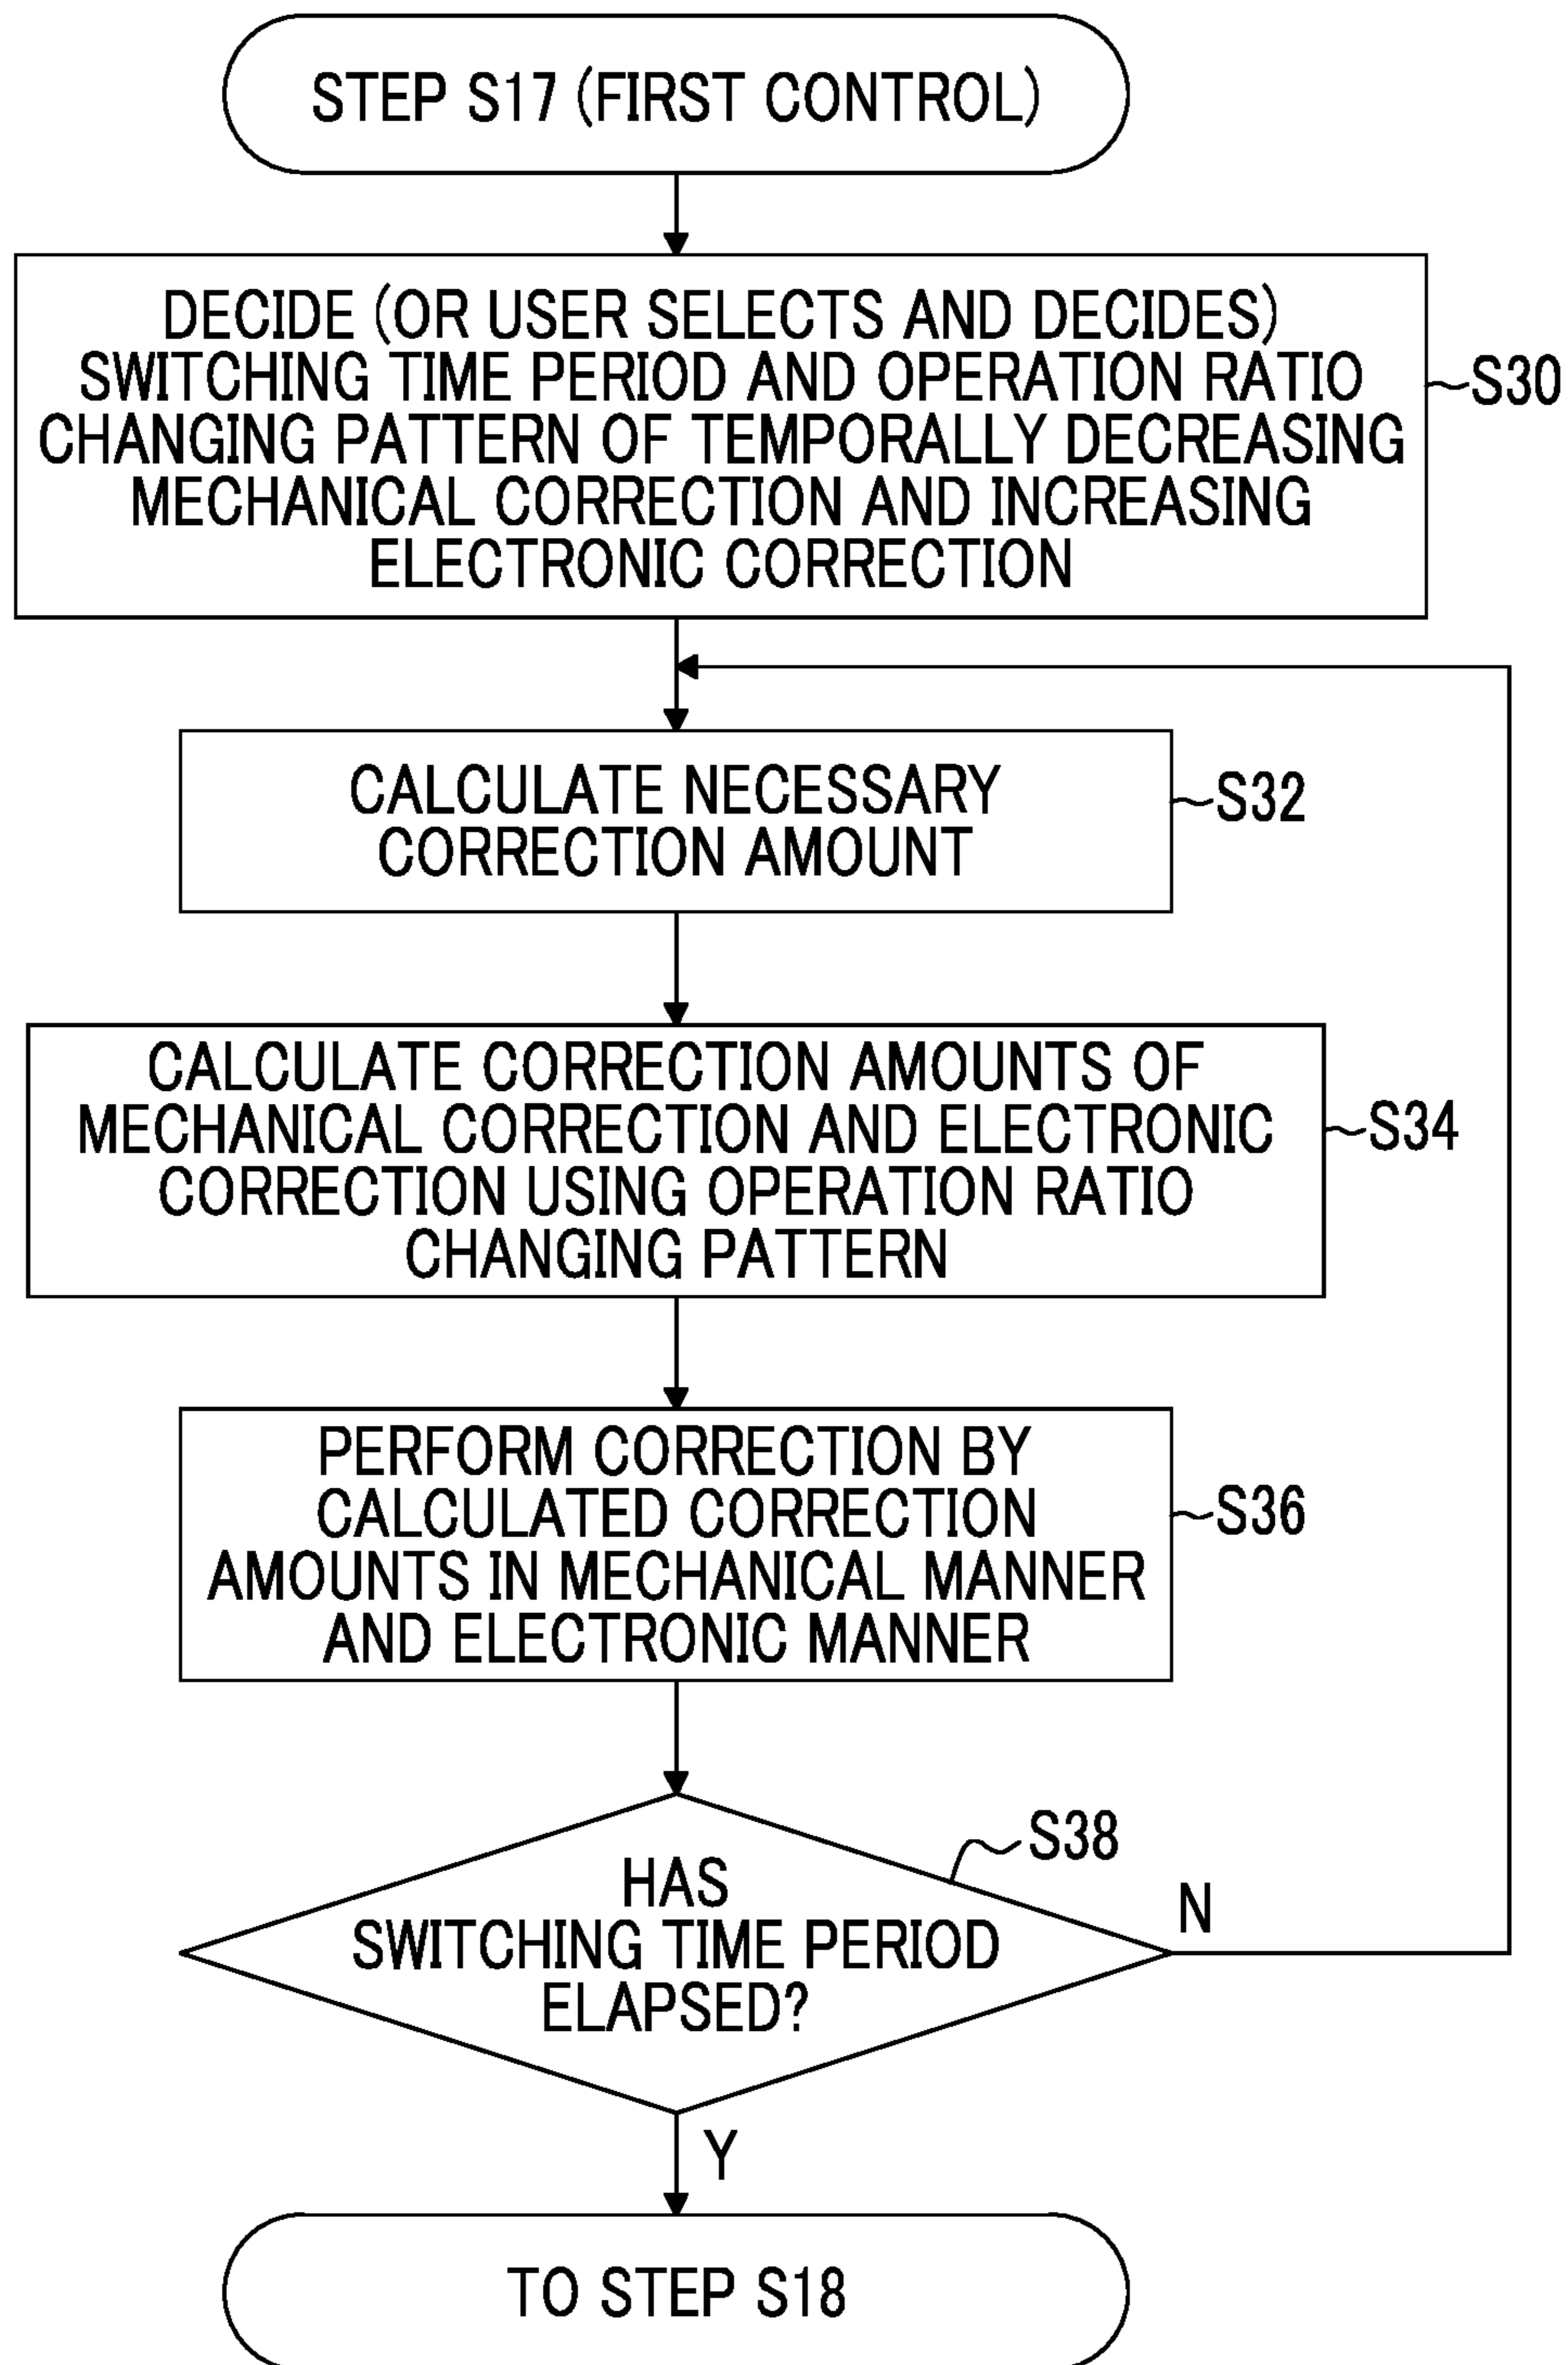 STEP S17 (FIRST CONTROL)
DECIDE (OR USER SELECTS AND DECIDES)
SWITCHING TIME PERIOD AND OPERATION RATIO
CHANGING PATTERN OF TEMPORALLY DECREASING
MECHANICAL CORRECTION AND INCREASING
ELECTRONIC CORRECTION
S30
CALCULATE NECESSARY
CORRECTION AMOUNT
S32
CALCULATE CORRECTION AMOUNTS OF
MECHANICAL CORRECTION AND ELECTRONIC
CORRECTION USING OPERATION RATIO
CHANGING PATTERN
S34
PERFORM CORRECTION BY
CALCULATED CORRECTION
AMOUNTS IN MECHANICAL MANNER
AND ELECTRONIC MANNER
S36
HAS
SWITCHING TIME PERIOD
ELAPSED?
S38
N
Y
TO STEP S18